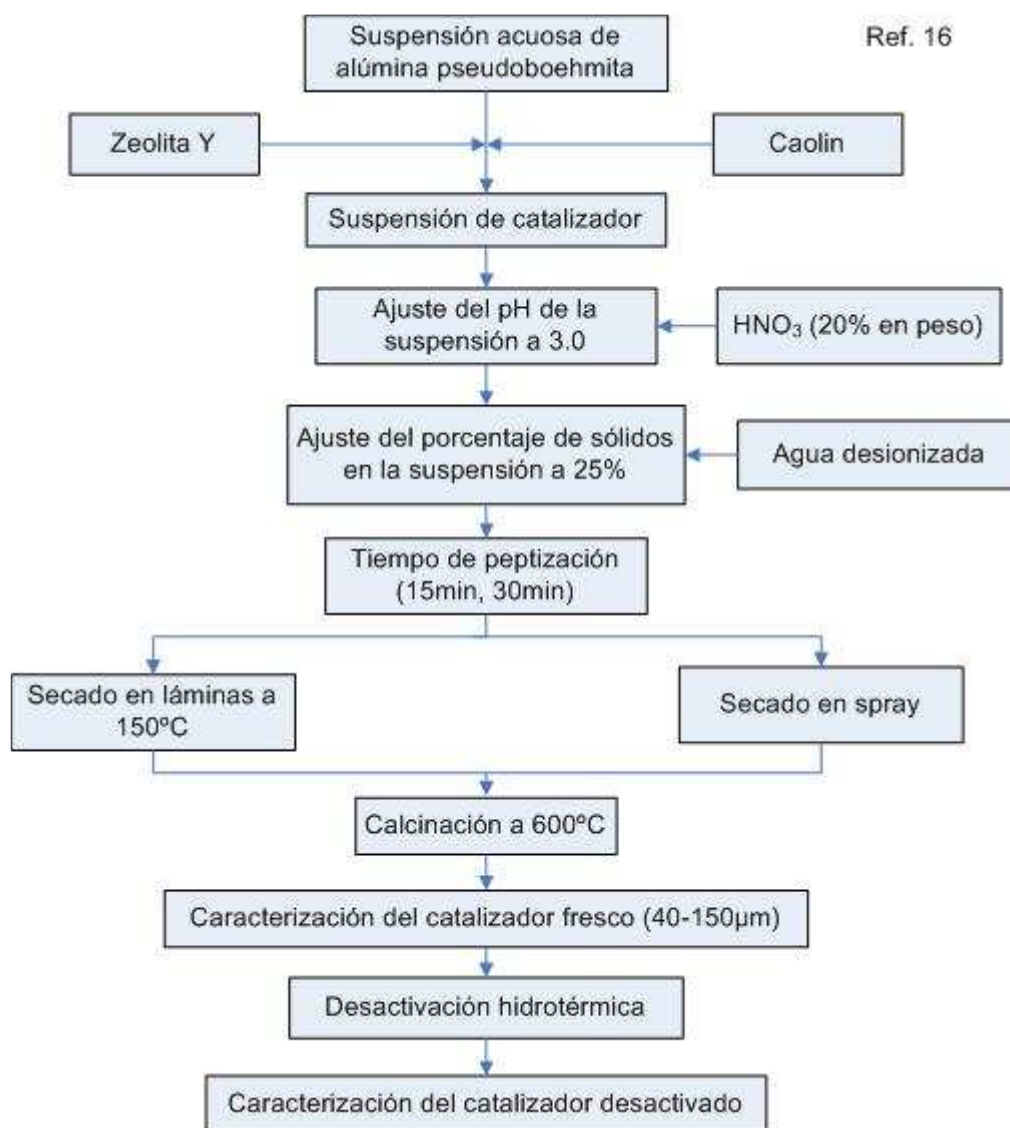 Suspensión acuosa de
alúmina pseudoboehmita
Ref. 16
Zeolita Y
Caolin
Suspensión de catalizador
Ajuste del pH de la
suspensión a 3.0
HNO₃ (20% en peso)
Ajuste del porcentaje de sólidos
en la suspensión a 25%
Agua desionizada
Tiempo de peptización
(15min, 30min)
Secado en láminas a
150ºC
Secado en spray
Calcinación a 600ºC
Caracterización del catalizador fresco (40-150µm)
Desactivación hidrotérmica
Caracterización del catalizador desactivado